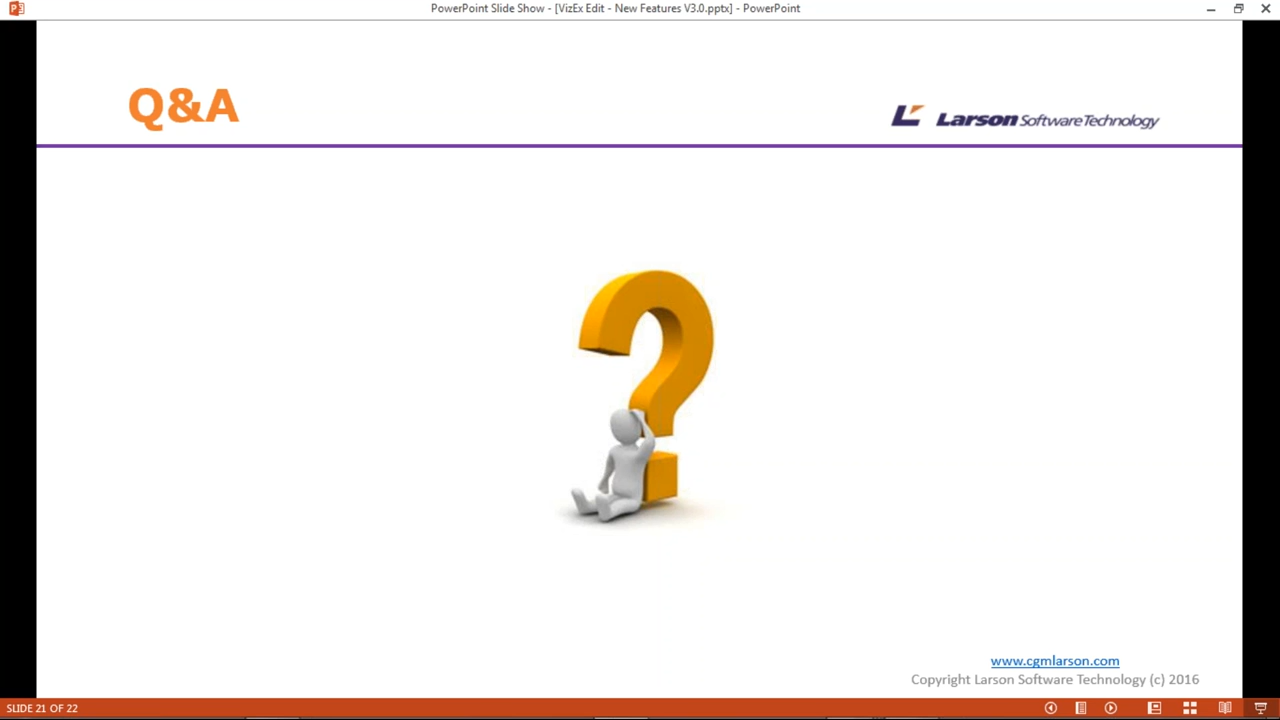 PowerPoint Slide Show - [VizEx Edit - New Features V3.0.pptx] - PowerPoint
Q&A
Larson Software Technology
www.cgmlarson.com
Copyright Larson Software Technology (c) 2016
SLIDE 21 OF 22